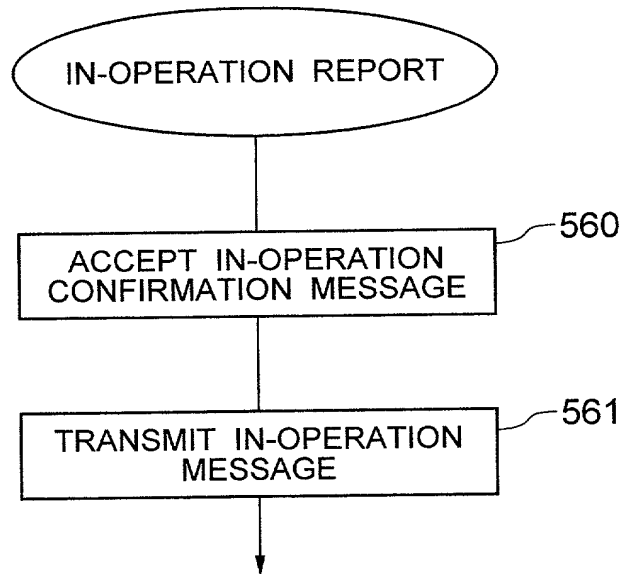 IN-OPERATION REPORT
560
ACCEPT IN-OPERATION
CONFIRMATION MESSAGE
561
TRANSMIT IN-OPERATION
MESSAGE